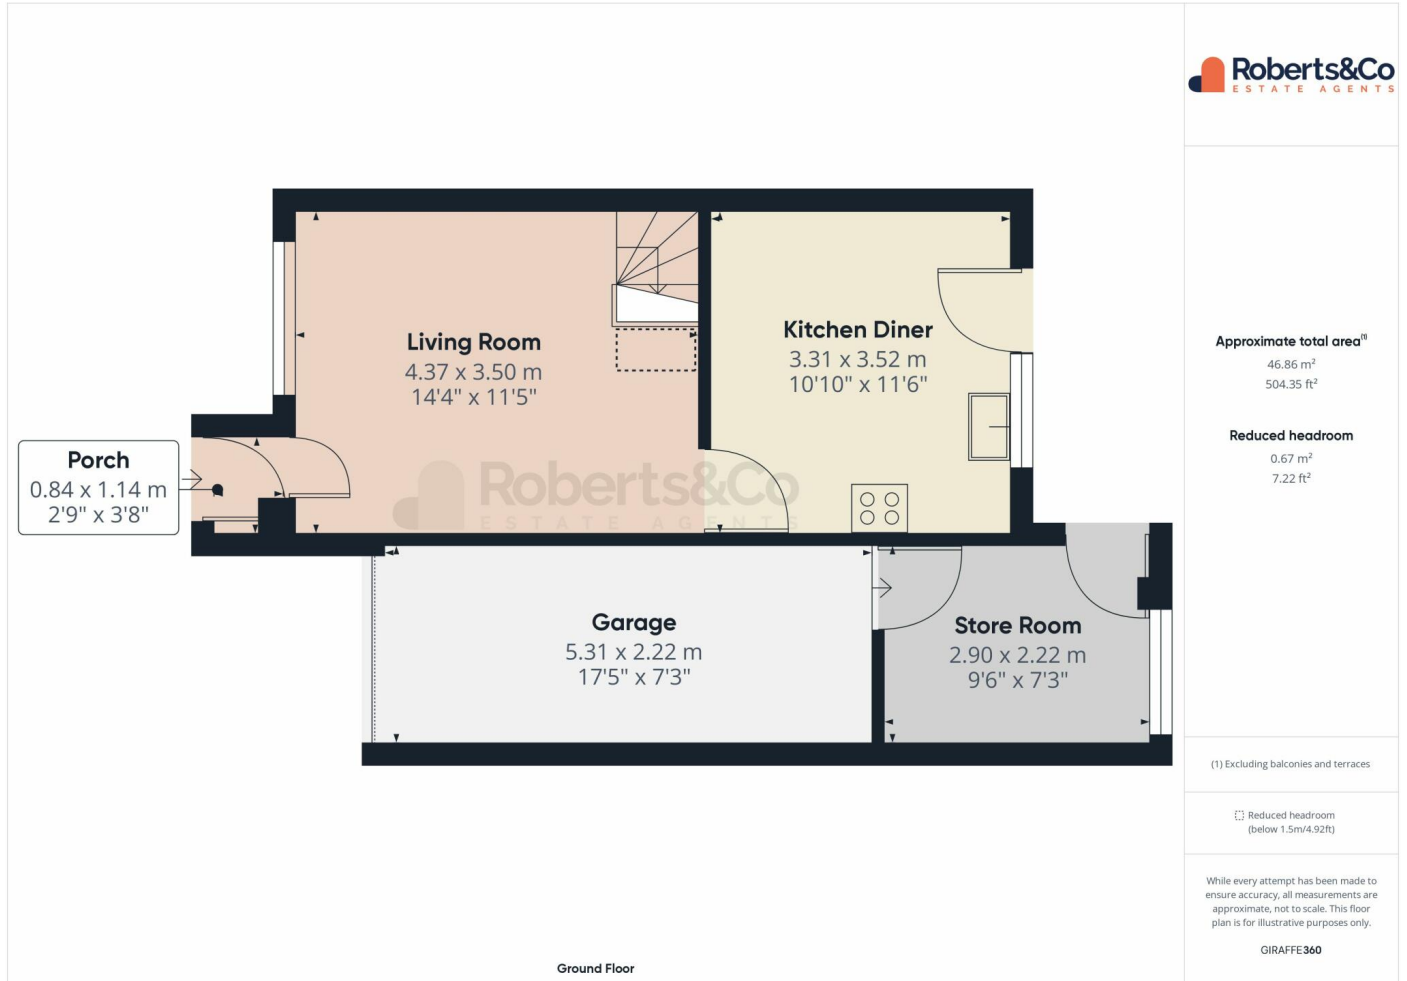 Roberts&Co
ESTATE AGENTS
Living Room
4.37 x 3.50 m
14'4" x 11'5"
Kitchen Diner
3.31 x 3.52 m
10'10" x 11'6"
Porch
0.84 x 1.14 m
2'9" x 3'8"
Roberts&Co
ESTATE AGENTS
Garage
5.31 x 2.22 m
17'5" x 7'3"
Store Room
2.90 x 2.22 m
9'6" x 7'3"
Ground Floor
Approximate total area(1)
46.86 m²
504.35 ft²
Reduced headroom
0.67 m²
7.22 ft²
(1) Excluding balconies and terraces
Reduced headroom
(below 1.5m/4.92ft)
While every attempt has been made to
ensure accuracy, all measurements are
approximate, not to scale. This floor
plan is for illustrative purposes only.
GIRAFFE360